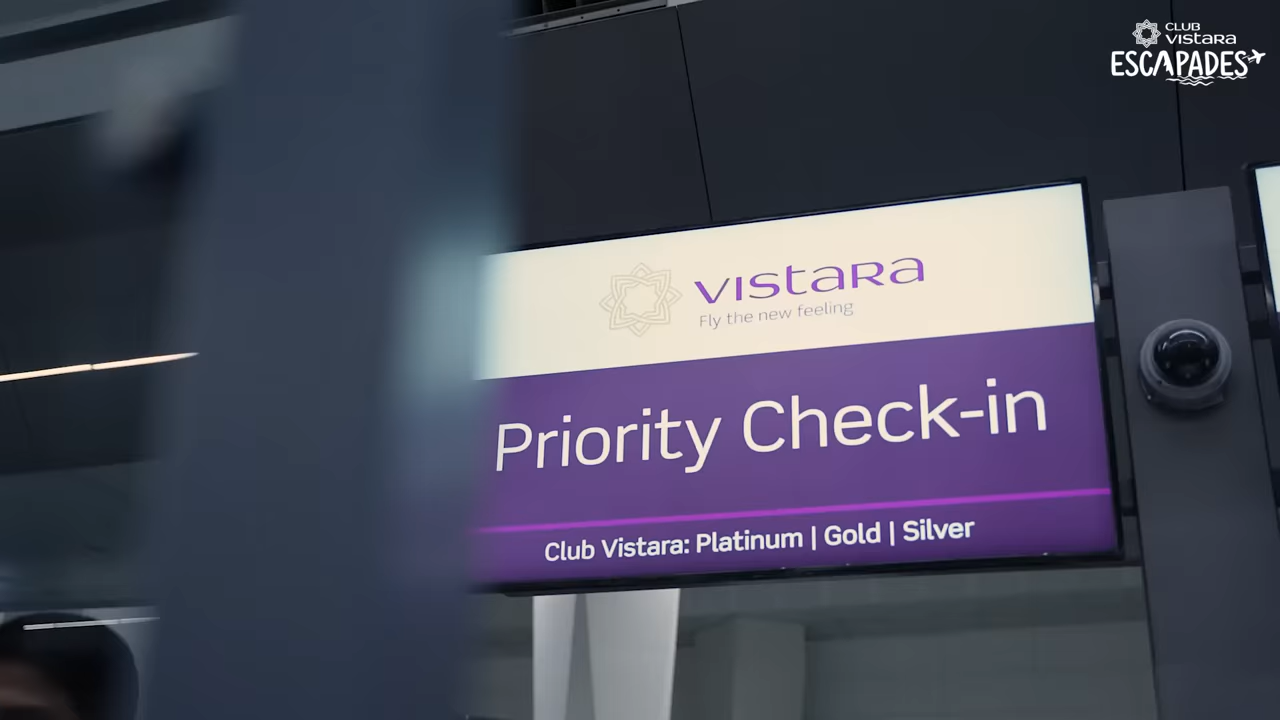 CLUB
VISTARA
ESCAPADES
VISTARA
Fly the new feeling
Priority Check-in
Club Vistara: Platinum | Gold | Silver